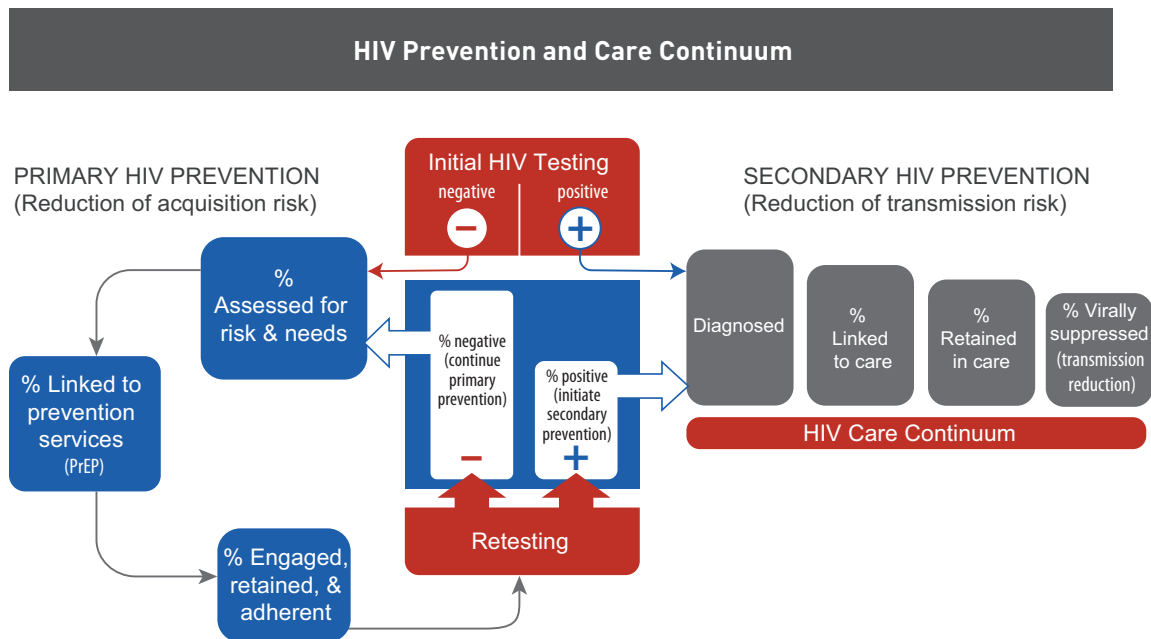 HIV Prevention and Care Continuum
PRIMARY HIV PREVENTION
(Reduction of acquisition risk)
Initial HIV Testing
negative
positive
−
+
SECONDARY HIV PREVENTION
(Reduction of transmission risk)
%
Assessed for
risk & needs
% Linked to
prevention
services
(PrEP)
% Engaged,
retained, &
adherent
% negative
(continue
primary
prevention)
−
% positive
(initiate
secondary
prevention)
+
Retesting
Diagnosed
%
Linked
to care
%
Retained
in care
% Virally
suppressed
(transmission
reduction)
HIV Care Continuum